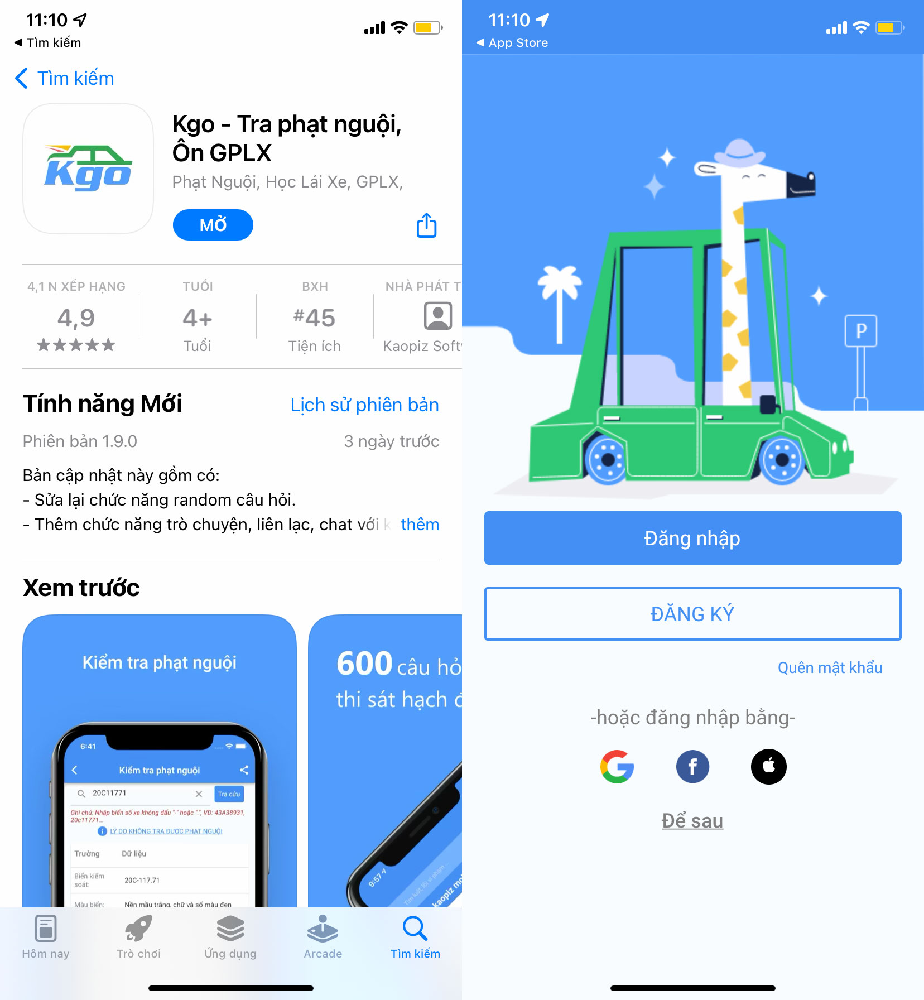 11:10
◀ Tìm kiếm
Tìm kiếm
Kgo
Kgo - Tra phạt nguội,
Ôn GPLX
Phạt Nguội, Học Lái Xe, GPLX,
MỞ
4,1 N XẾP HẠNG
4,9
TUỔI
4+
Tuổi
BXH
#45
Tiện ích
NHÀ PHÁT T
Kaopiz Soft
Tính năng Mới
Lịch sử phiên bản
Phiên bản 1.9.0
3 ngày trước
Bản cập nhật này gồm có:
- Sửa lại chức năng random câu hỏi.
- Thêm chức năng trò chuyện, liên lạc, chat với k thêm
Xem trước
Kiểm tra phạt nguội
6:41
Kiểm tra phạt nguội
20C11771
Tra cứu
Ghi chú: Nhập biển số xe không dấu "-" hoặc ".", VD: 43A38931,
20c11771...
LÝ DO KHÔNG TRA ĐƯỢC PHẠT NGUỘI
Trường Dữ liệu
Biển kiểm
soát:
20C-117.71
Màu biển: Nền màu trắng, chữ và số màu đen
600 câu hỏ
thi sát hạch
9:57
Tìm luật, lỗi vi phạm ...
kaopiz mo
Hôm nay
Trò chơi
Ứng dụng
Arcade
Tìm kiếm
11:10
◀ App Store
P
Đăng nhập
ĐĂNG KÝ
Quên mật khẩu
-hoặc đăng nhập bằng-
Để sau